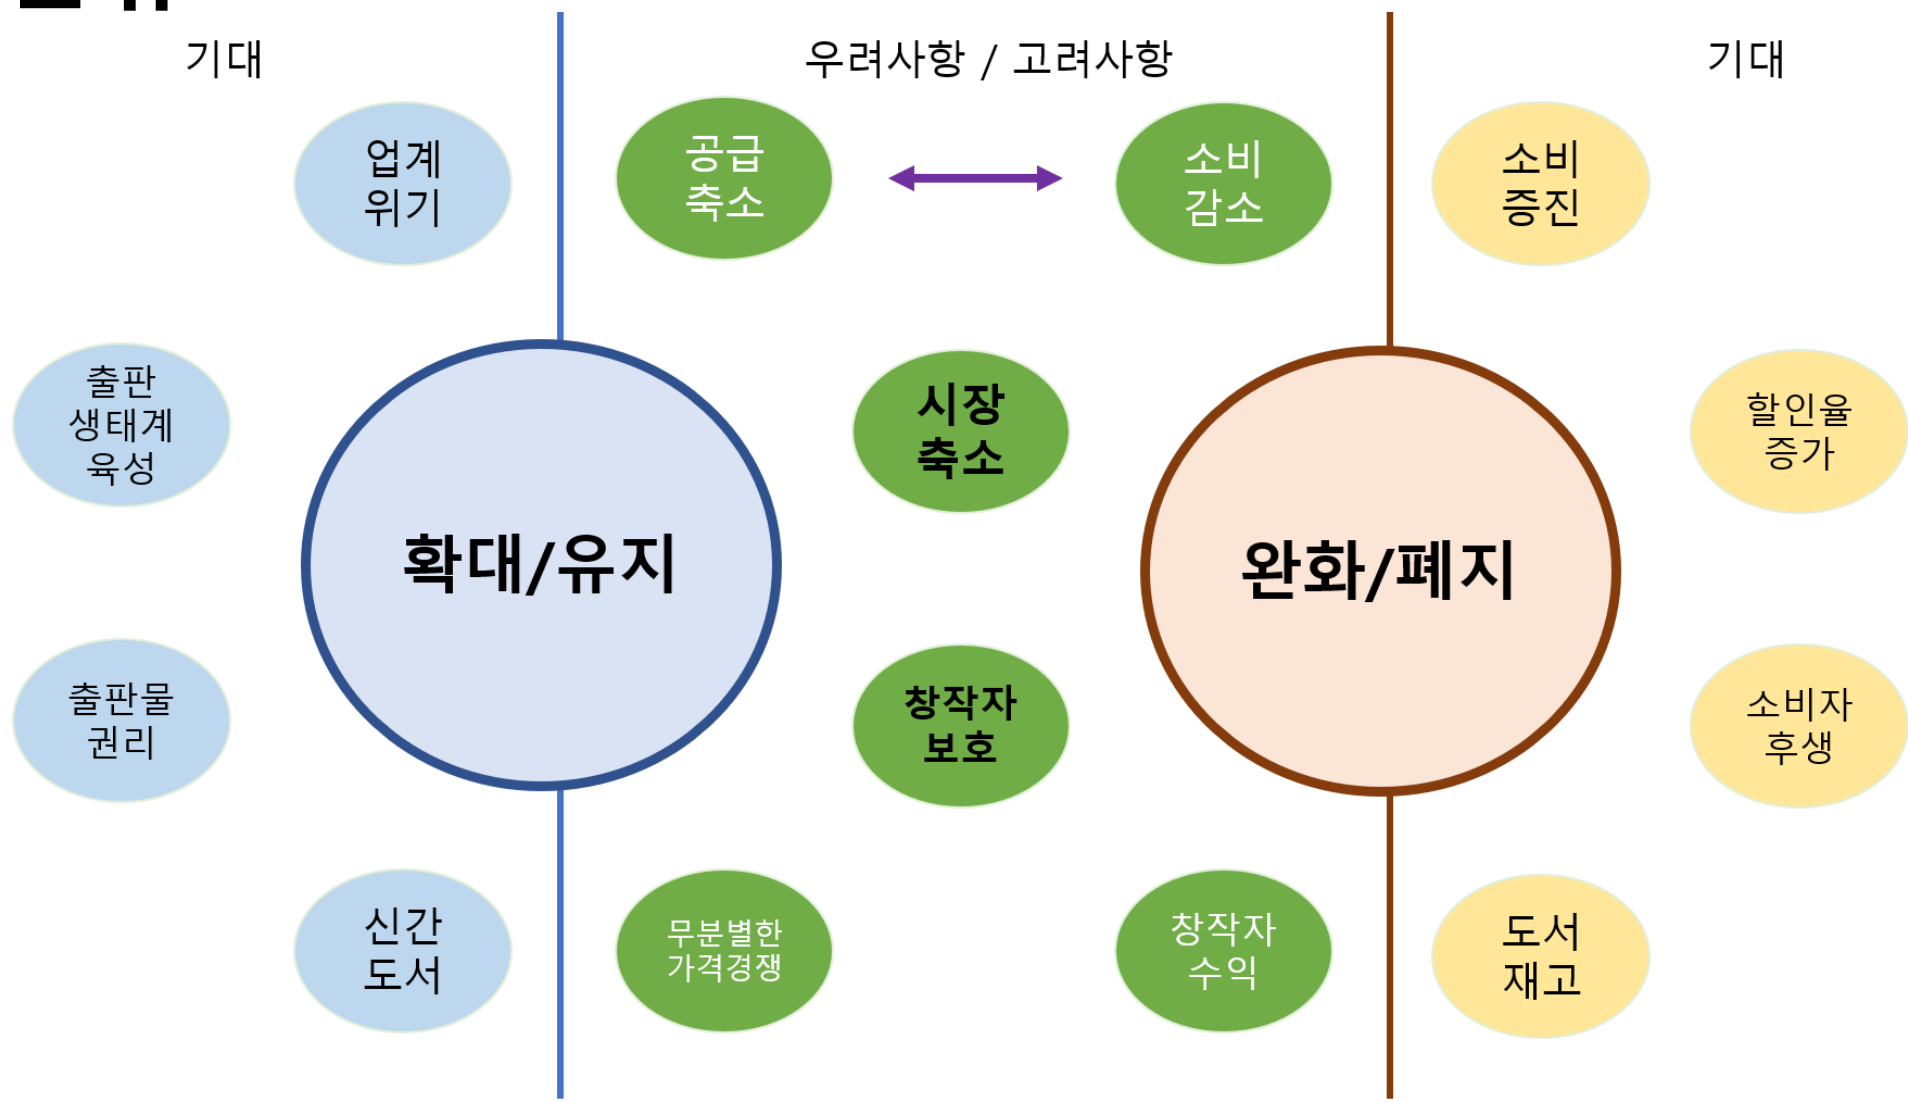 기대
우려사항 / 고려사항
기대
업계
위기
공급
축소
소비
감소
소비
증진
출판
생태계
육성
시장
축소
할인율
증가
확대/유지
완화/폐지
출판물
권리
창작자
보호
소비자
후생
신간
도서
무분별한
가격경쟁
창작자
수익
도서
재고